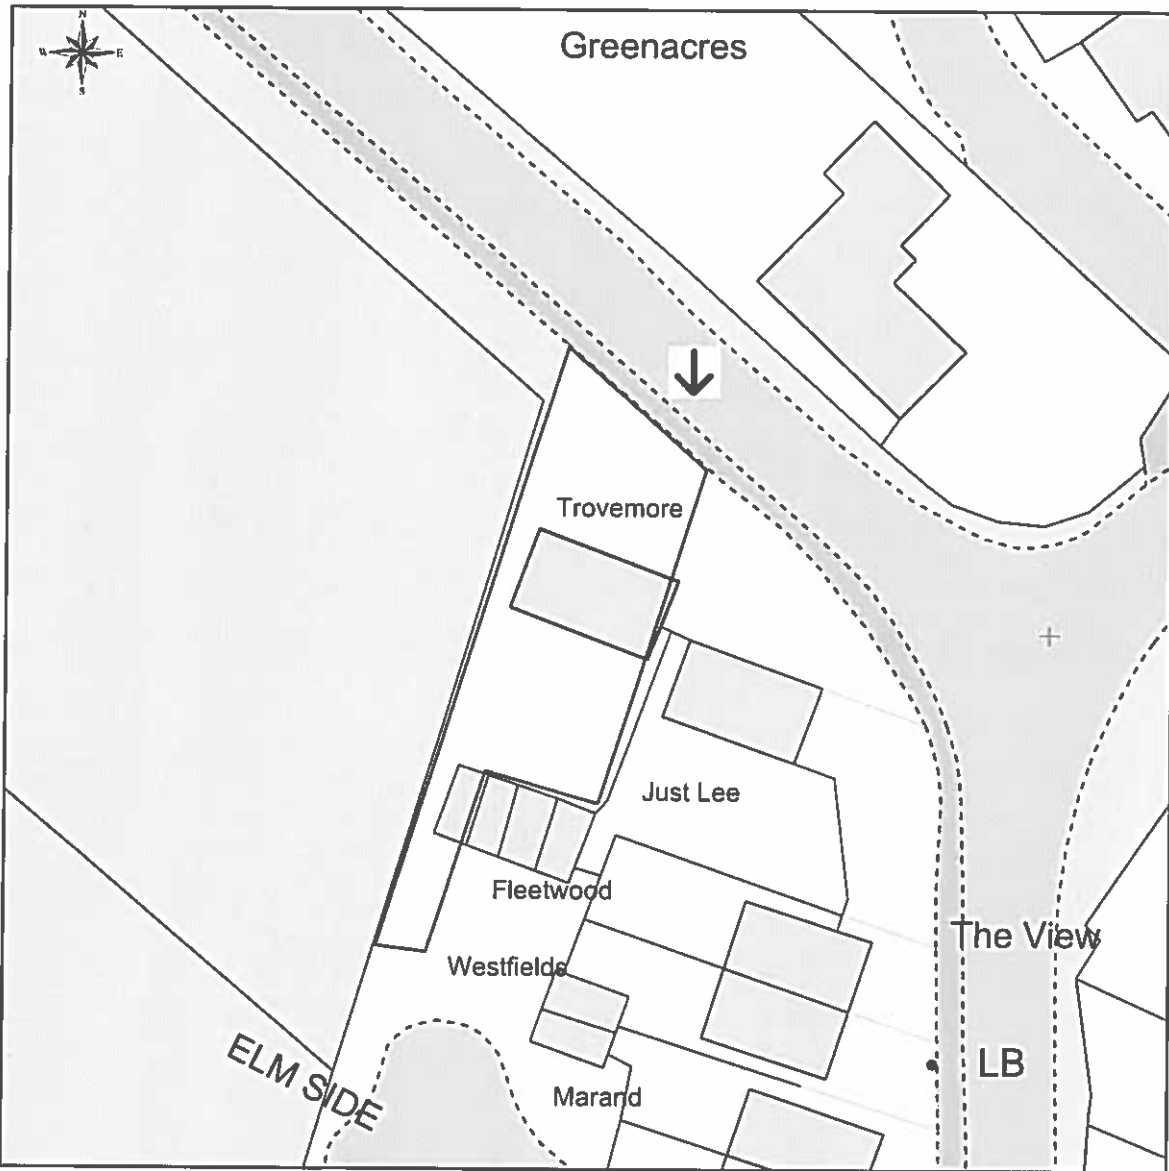 N
W E
S
Greenacres
Trovemore
Just Lee
Fleetwood
The View
Westfields
ELM SIDE
LB
Marand